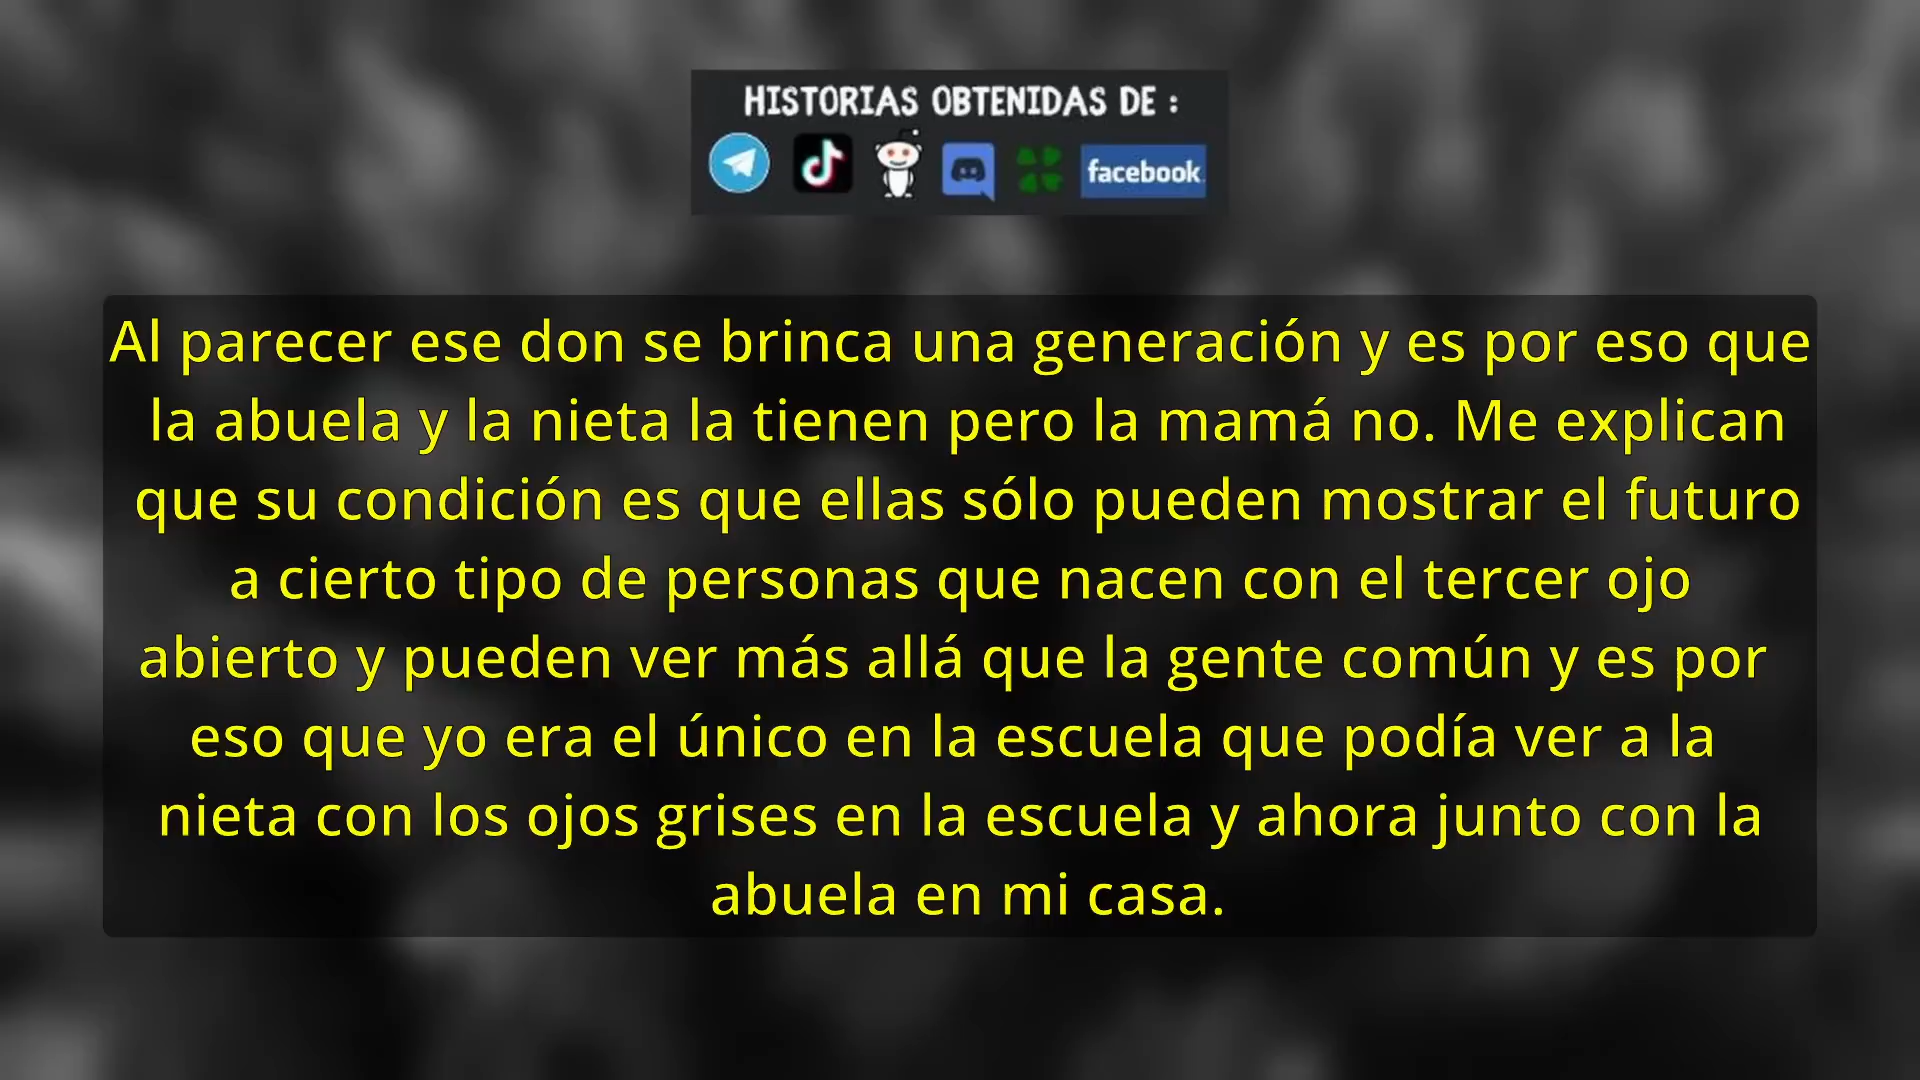 HISTORIAS OBTENIDAS DE :
facebook
Al parecer ese don se brinca una generación y es por eso que
la abuela y la nieta la tienen pero la mamá no. Me explican
que su condición es que ellas sólo pueden mostrar el futuro
a cierto tipo de personas que nacen con el tercer ojo
abierto y pueden ver más allá que la gente común y es por
eso que yo era el único en la escuela que podía ver a la
nieta con los ojos grises en la escuela y ahora junto con la
abuela en mi casa.